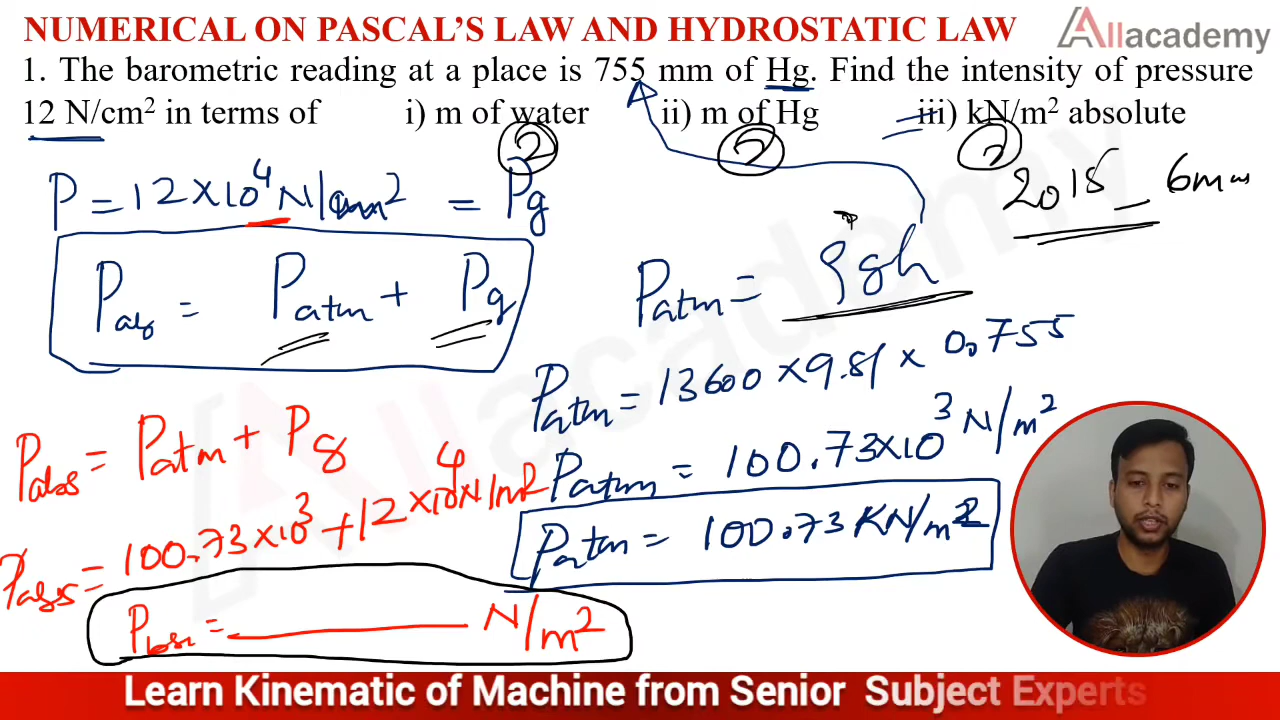 NUMERICAL ON PASCAL'S LAW AND HYDROSTATIC LAW
Allacademy
1. The barometric reading at a place is 755 mm of Hg. Find the intensity of pressure
12 N/cm² in terms of i) m of water ii) m of Hg iii) kN/m² absolute
2 2 2
2018 _ 6m
P = 12×10⁴ N/m² = Pg
Pabs = Patm + Pg
Patm = ρgh
Patm = 13600 × 9.81 × 0.755
Patm = 100.73×10³ N/m²
Patm = 100.73 KN/m²
Pabs = Patm + Pg
Pabs = 100.73×10³ + 12×10⁴ N/m²
Pabs = ______ N/m²
Allacademy
Learn Kinematic of Machine from Senior Subject Experts